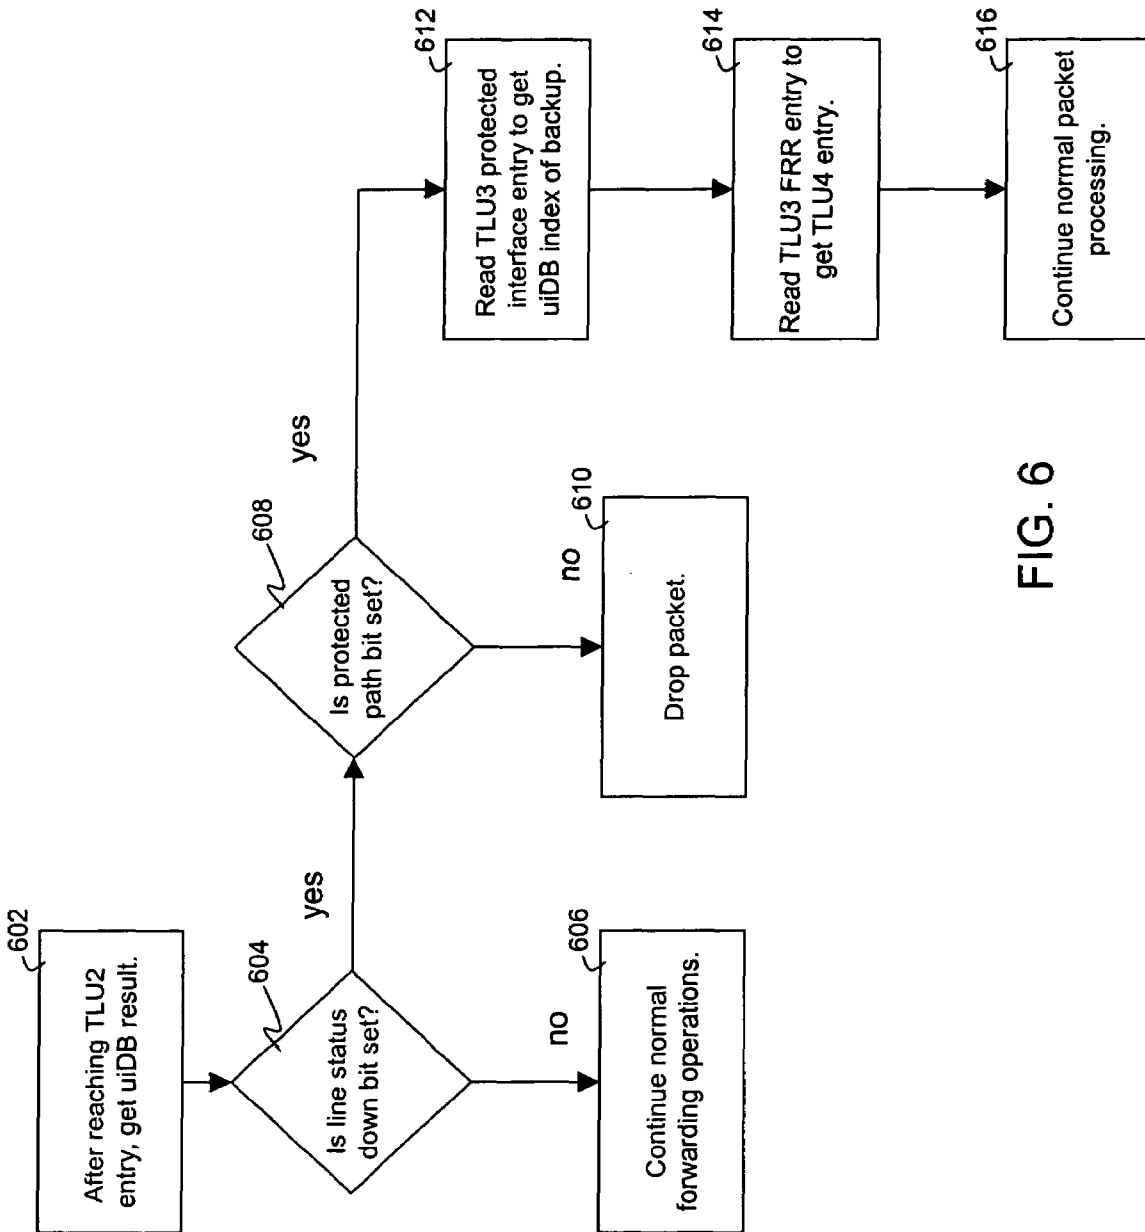 602
After reaching TLU2
entry, get uiDB result.
604
Is line status
down bit set?
yes
no
606
Continue normal
forwarding operations.
608
Is protected
path bit set?
yes
no
610
Drop packet.
612
Read TLU3 protected
interface entry to get
uiDB index of backup.
614
Read TLU3 FRR entry to
get TLU4 entry.
616
Continue normal packet
processing.
FIG. 6